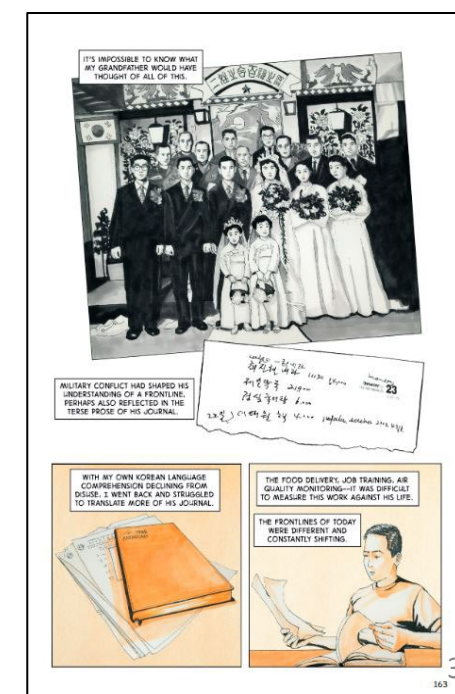 IT'S IMPOSSIBLE TO KNOW WHAT
MY GRANDFATHER WOULD HAVE
THOUGHT OF ALL OF THIS.
MILITARY CONFLICT HAD SHAPED HIS
UNDERSTANDING OF A FRONTLINE,
PERHAPS ALSO REFLECTED IN THE
TERSE PROSE OF HIS JOURNAL.
23
WITH MY OWN KOREAN LANGUAGE
COMPREHENSION DECLINING FROM
DISUSE, I WENT BACK AND STRUGGLED
TO TRANSLATE MORE OF HIS JOURNAL.
THE FOOD DELIVERY, JOB TRAINING, AIR
QUALITY MONITORING--IT WAS DIFFICULT
TO MEASURE THIS WORK AGAINST HIS LIFE.
THE FRONTLINES OF TODAY
WERE DIFFERENT AND
CONSTANTLY SHIFTING.
163